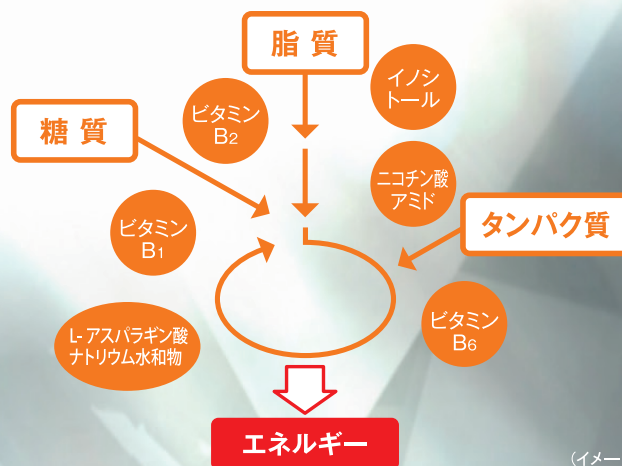 脂質
イノシ
トール
ビタミン
B2
糖質
ニコチン酸
アミド
ビタミン
B1
タンパク質
L-アスパラギン酸
ナトリウム水和物
ビタミン
B6
エネルギー
(イメー